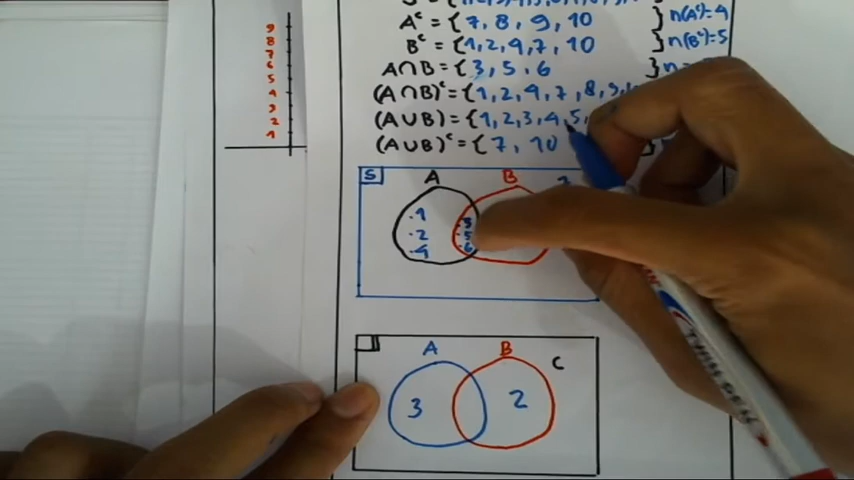 9
8
7
6
5
4
3
2
1
Aᶜ = {7, 8, 9, 10 } n(Aᶜ)=4
Bᶜ = {1, 2, 4, 7, 10 } n(Bᶜ)=5
A∩B = {3, 5, 6 }
(A∩B)ᶜ = {1, 2, 4, 7, 8, 9,
(A∪B) = {1, 2, 3, 4, 5,
(A∪B)ᶜ = {7, 10
S A B
.1
.2
.4
.3
.5
.6
A B C
3 2